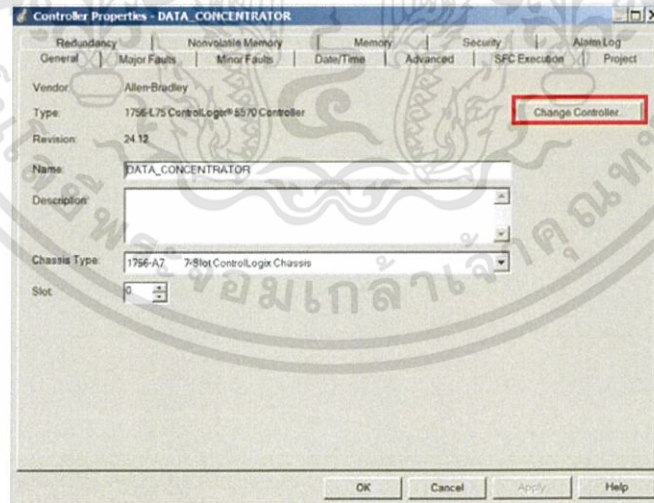 Controller Properties - DATA_CONCENTRATOR
Redundancy Nonvolatile Memory Memory Security Alarm Log
General Major Faults Minor Faults Date/Time Advanced SFC Execution Project
Vendor: Allen-Bradley
Type: 1756-L75 ControlLogix® 5570 Controller Change Controller...
Revision: 24.12
Name: DATA_CONCENTRATOR
Description:
Chassis Type: 1756-A7 7-Slot ControlLogix Chassis
Slot: 0
OK Cancel Apply Help